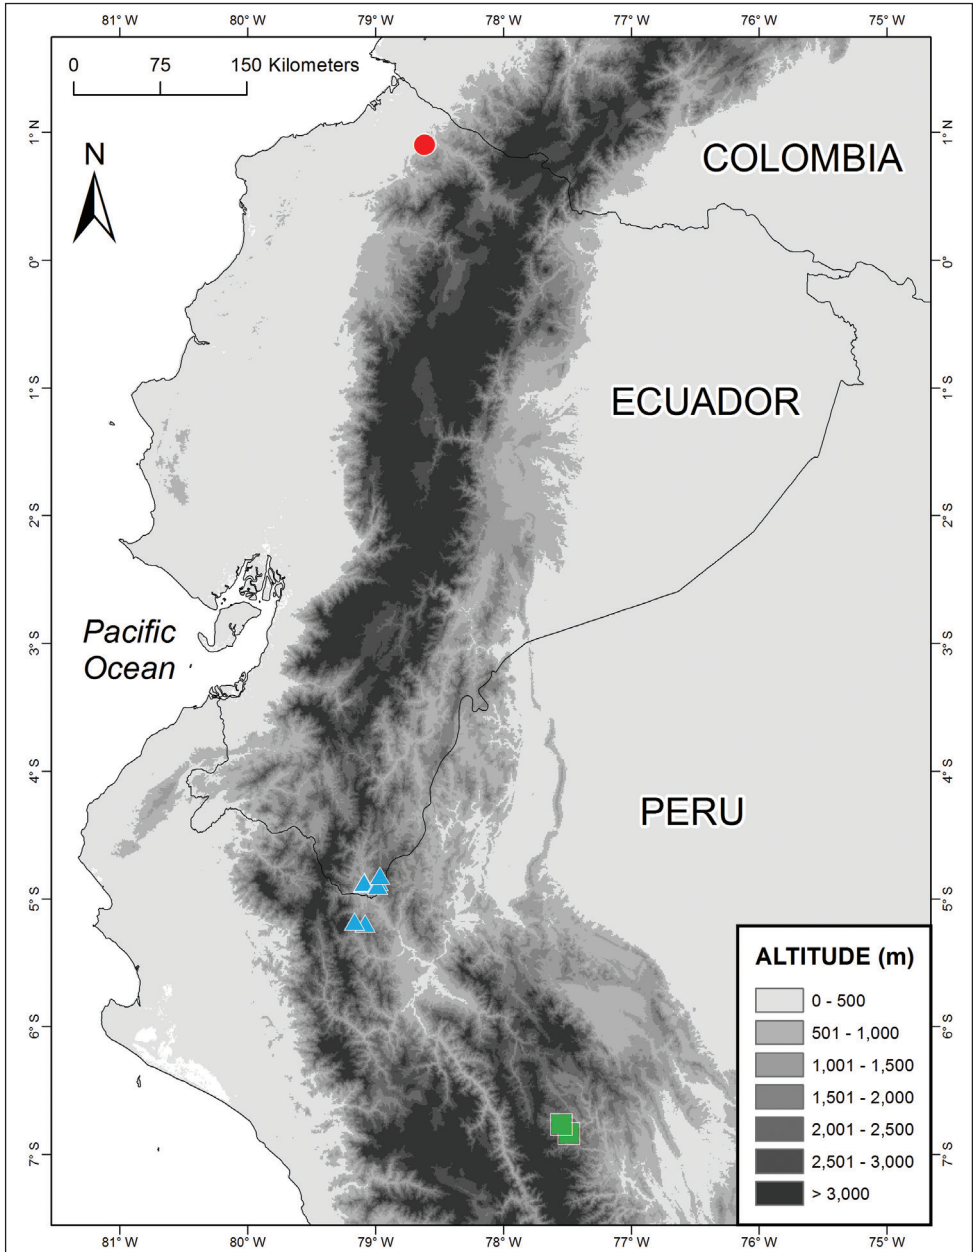 81°W 80°W 79°W 78°W 77°W 76°W 75°W
0 75 150 Kilometers
N
1°N
0°
1°S
2°S
3°S
4°S
5°S
6°S
7°S
COLOMBIA
ECUADOR
Pacific
Ocean
PERU
ALTITUDE (m)
0 - 500
501 - 1,000
1,001 - 1,500
1,501 - 2,000
2,001 - 2,500
2,501 - 3,000
> 3,000
1°N
0°
1°S
2°S
3°S
4°S
5°S
6°S
7°S
81°W 80°W 79°W 78°W 77°W 76°W 75°W